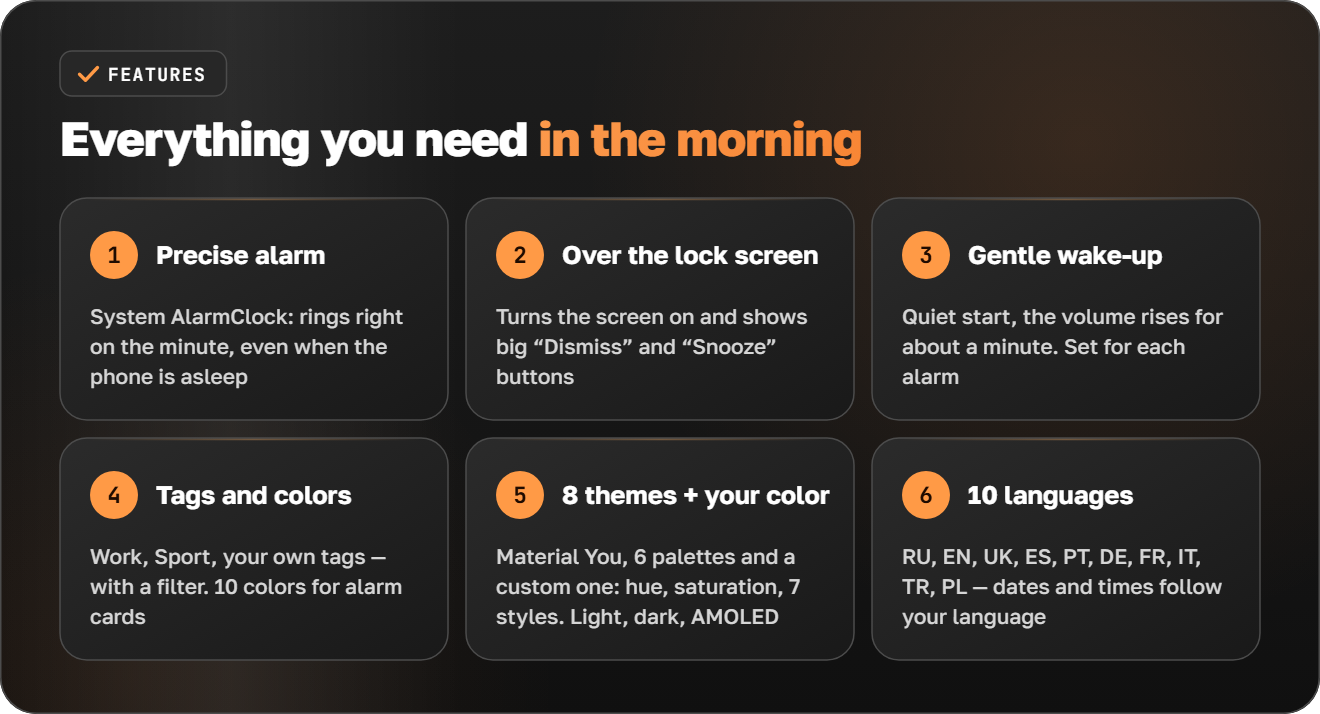 FEATURES
Everything you need in the morning
1 Precise alarm
System AlarmClock: rings right
on the minute, even when the
phone is asleep
2 Over the lock screen
Turns the screen on and shows
big “Dismiss” and “Snooze”
buttons
3 Gentle wake-up
Quiet start, the volume rises for
about a minute. Set for each
alarm
4 Tags and colors
Work, Sport, your own tags —
with a filter. 10 colors for alarm
cards
5 8 themes + your color
Material You, 6 palettes and a
custom one: hue, saturation, 7
styles. Light, dark, AMOLED
6 10 languages
RU, EN, UK, ES, PT, DE, FR, IT,
TR, PL — dates and times follow
your language